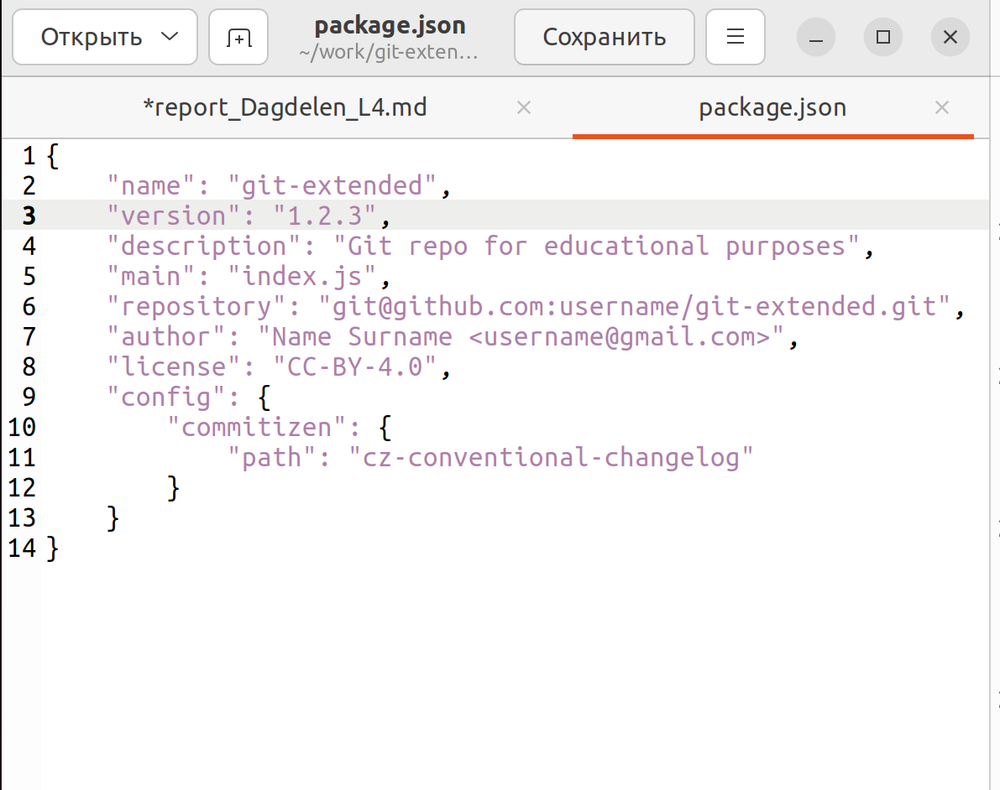 Открыть
package.json
~/work/git-exten…
Сохранить
*report_Dagdelen_L4.md
package.json
1 {
2     "name": "git-extended",
3     "version": "1.2.3",
4     "description": "Git repo for educational purposes",
5     "main": "index.js",
6     "repository": "git@github.com:username/git-extended.git",
7     "author": "Name Surname <username@gmail.com>",
8     "license": "CC-BY-4.0",
9     "config": {
10         "commitizen": {
11             "path": "cz-conventional-changelog"
12         }
13     }
14 }